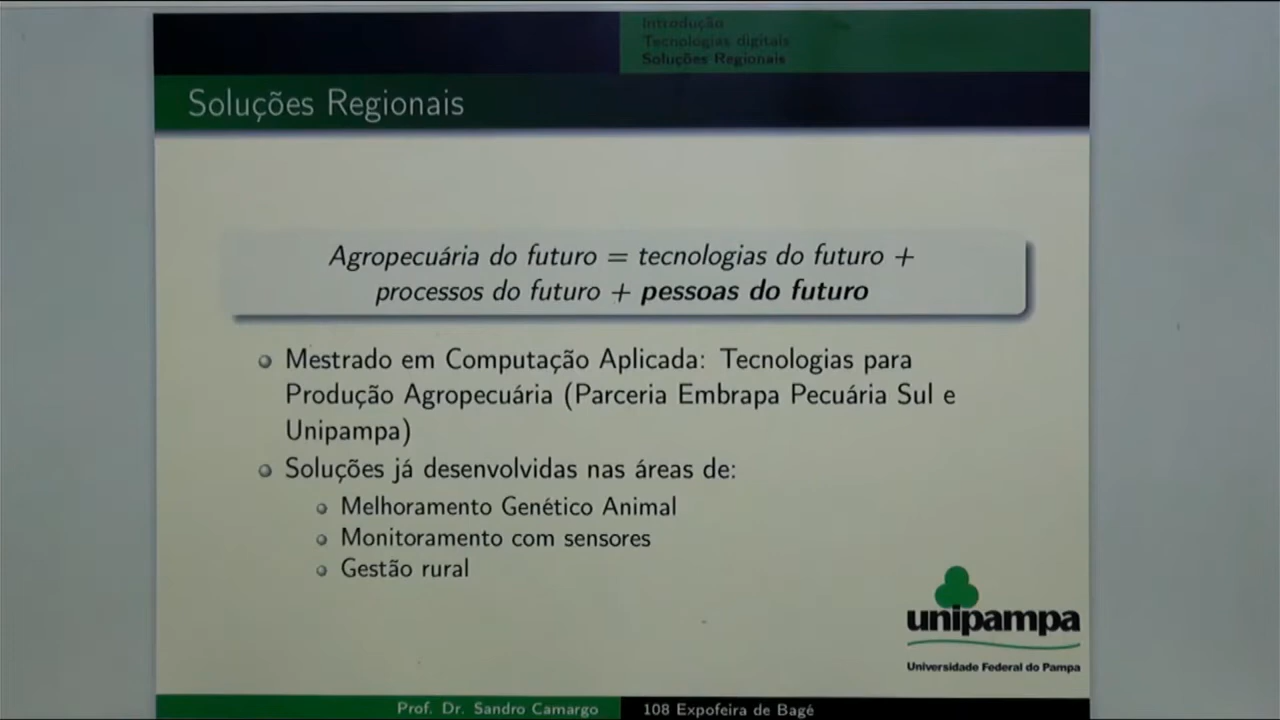 Introdução
Tecnologias digitais
Soluções Regionais
Soluções Regionais
Agropecuária do futuro = tecnologias do futuro +
processos do futuro + pessoas do futuro
Mestrado em Computação Aplicada: Tecnologias para
Produção Agropecuária (Parceria Embrapa Pecuária Sul e
Unipampa)
Soluções já desenvolvidas nas áreas de:
Melhoramento Genético Animal
Monitoramento com sensores
Gestão rural
unipampa
Universidade Federal do Pampa
Prof. Dr. Sandro Camargo
108 Expofeira de Bagé